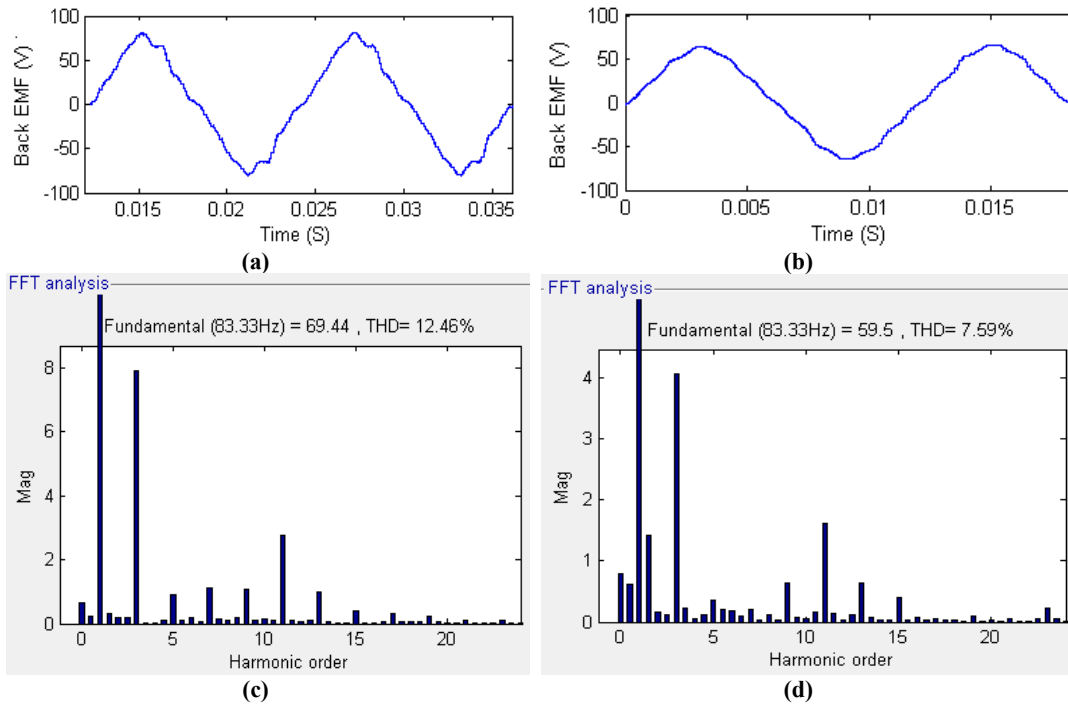 100
50
0
-50
-100
Back EMF (V)
0.015
0.02
0.025
0.03
0.035
Time (S)
(a)
100
50
0
-50
-100
Back EMF (V)
0
0.005
0.01
0.015
Time (S)
(b)
FFT analysis
Fundamental (83.33Hz) = 69.44 , THD= 12.46%
8
6
4
2
0
Mag
0
5
10
15
20
Harmonic order
(c)
FFT analysis
Fundamental (83.33Hz) = 59.5 , THD= 7.59%
4
3
2
1
0
Mag
0
5
10
15
20
Harmonic order
(d)